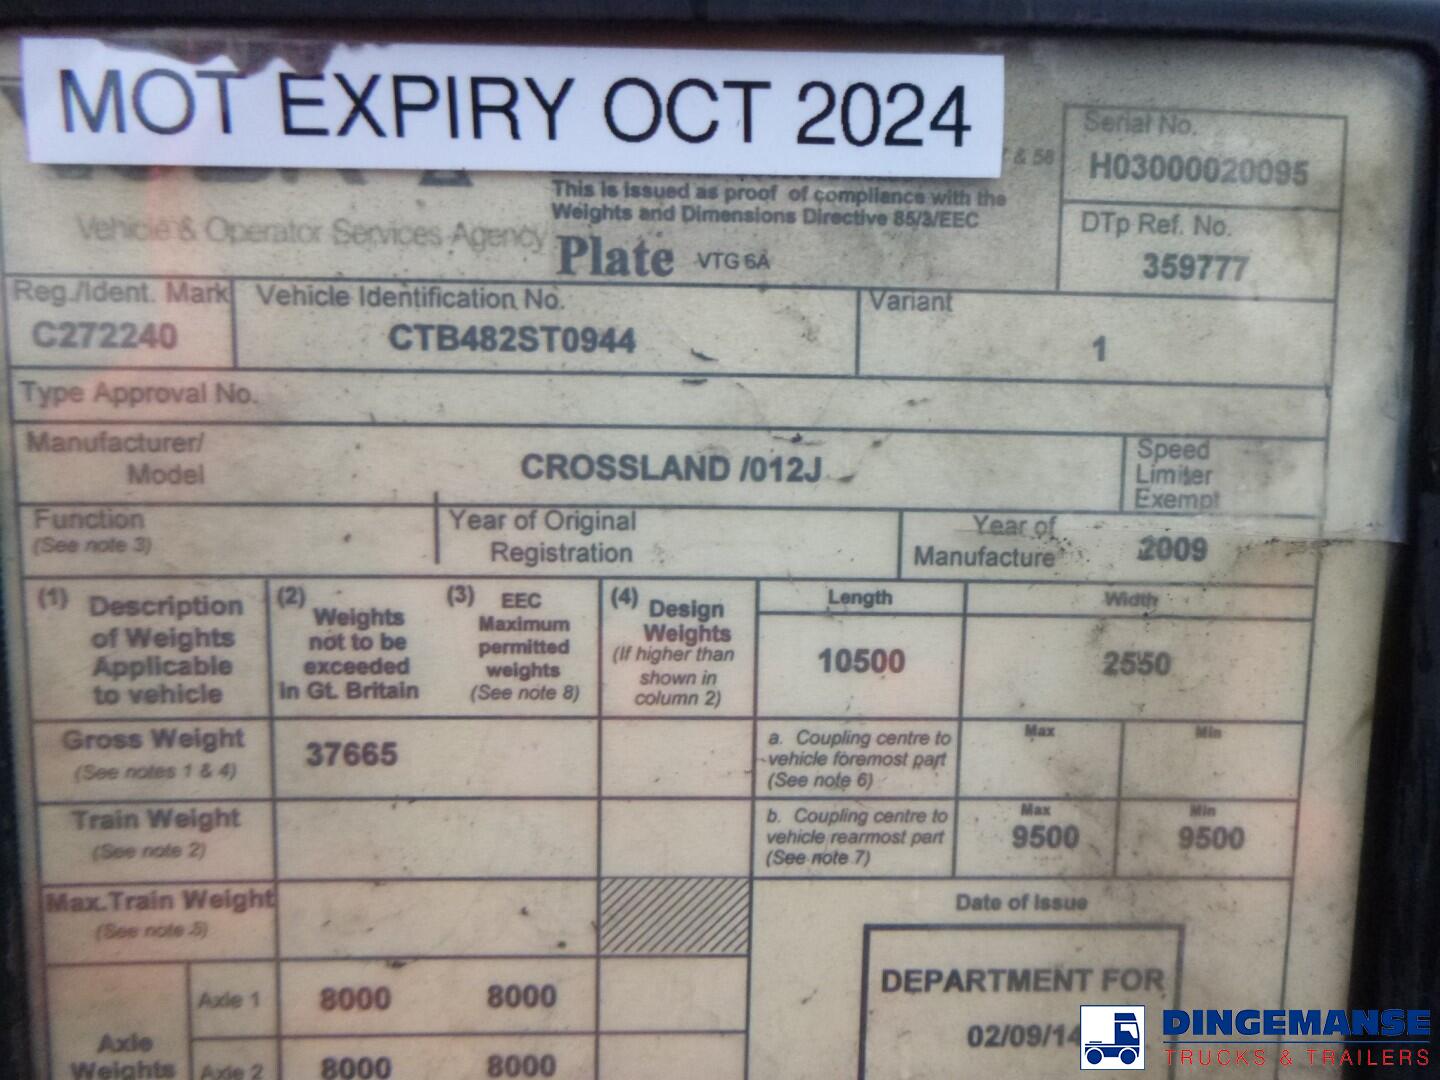 MOT EXPIRY OCT 2024
& 58
This is issued as proof of compliance with the
Weights and Dimensions Directive 85/3/EEC
Vehicle & Operator Services Agency
Plate VTG 6A
Serial No.
H03000020095
DTp Ref. No.
359777
Reg./Ident. Mark
C272240
Vehicle Identification No.
CTB482ST0944
Variant
1
Type Approval No.
Manufacturer/
Model
CROSSLAND /012J
Speed
Limiter
Exempt
Function
(See note 3)
Year of Original
Registration
Year of
Manufacture
2009
(1) Description
of Weights
Applicable
to vehicle
(2) Weights
not to be
exceeded
in Gt. Britain
(3) EEC
Maximum
permitted
weights
(See note 8)
(4) Design
Weights
(If higher than
shown in
column 2)
Length
10500
Width
2550
Gross Weight
(See notes 1 & 4)
37665
a. Coupling centre to
vehicle foremost part
(See note 6)
Max
Min
Train Weight
(See note 2)
b. Coupling centre to
vehicle rearmost part
(See note 7)
Max
9500
Min
9500
Max.Train Weight
(See note 5)
Date of Issue
DEPARTMENT FOR
02/09/14
Axle
Weights
Axle 1
8000
8000
Axle 2
8000
8000
DINGEMANSE
TRUCKS & TRAILERS